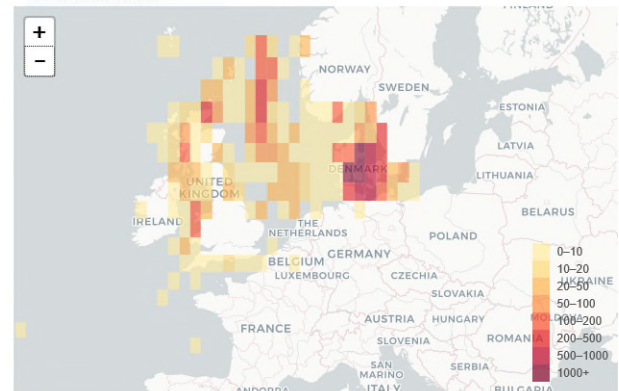 +
−
FINLAND
NORWAY
SWEDEN
ESTONIA
LATVIA
DENMARK
LITHUANIA
UNITED
KINGDOM
BELARUS
IRELAND
THE
NETHERLANDS
POLAND
BELGIUM
GERMANY
LUXEMBOURG
CZECHIA
UKRAINE
SLOVAKIA
AUSTRIA
HUNGARY
MOLDOVA
FRANCE
SLOVENIA
ROMANIA
SAN
MARINO
SERBIA
ITALY
ANDORRA
BULGARIA
0–10
10–20
20–50
50–100
100–200
200–500
500–1000
1000+